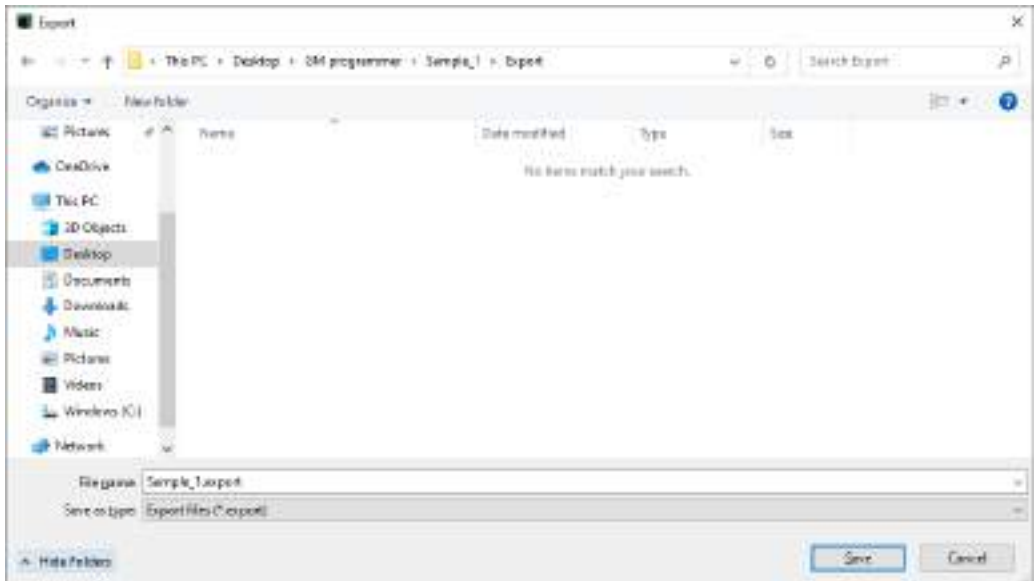 Export
This PC › Desktop › SM programmer › Sample_1 › Export
Search Export
Organize
New folder
Name
Date modified
Type
Size
No items match your search.
Pictures
OneDrive
This PC
3D Objects
Desktop
Documents
Downloads
Music
Pictures
Videos
Windows (C:)
Network
File name: Sample_1.export
Save as type: Export files (*.export)
Hide Folders
Save
Cancel